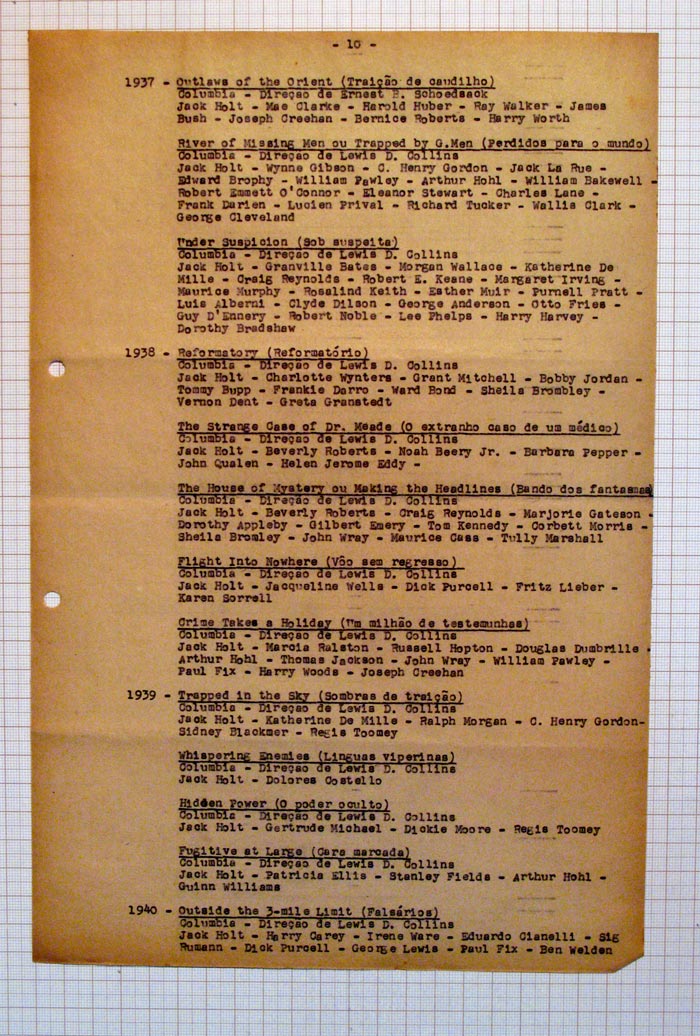 - 10 -
1937 - Outlaws of the Orient (Traição de caudilho)
Columbia - Direçao de Ernest B. Schoedsack
Jack Holt - Mae Clarke - Harold Huber - Ray Walker - James
Bush - Joseph Creehan - Bernice Roberts - Harry Worth
River of Missing Men ou Trapped by G.Men (Perdidos para o mundo)
Columbia - Direçao de Lewis D. Collins
Jack Holt - Wynne Gibson - C. Henry Gordon - Jack La Rue -
Edward Brophy - William Pawley - Arthur Hohl - William Bakewell -
Robert Emmett O'Connor - Eleanor Stewart - Charles Lane -
Frank Darien - Lucien Prival - Richard Tucker - Wallis Clark -
George Cleveland
Under Suspicion (Sob suspeita)
Columbia - Direçao de Lewis D. Collins
Jack Holt - Granville Bates - Morgan Wallace - Katherine De
Mille - Craig Reynolds - Robert E. Keane - Margaret Irving -
Maurice Murphy - Rosalind Keith - Esther Muir - Purnell Pratt -
Luis Alberni - Clyde Dilson - George Anderson - Otto Fries -
Guy D'Ennery - Robert Noble - Lee Phelps - Harry Harvey -
Dorothy Bradshaw
1938 - Reformatory (Reformatório)
Columbia - Direçao de Lewis D. Collins
Jack Holt - Charlotte Wynters - Grant Mitchell - Bobby Jordan -
Tommy Bupp - Frankie Darro - Ward Bond - Sheila Brombley -
Vernon Dent - Greta Granstedt
The Strange Case of Dr. Meade (O extranho caso de um médico)
Columbia - Direçao de Lewis D. Collins
Jack Holt - Beverly Roberts - Noah Beery Jr. - Barbara Pepper -
John Qualen - Helen Jerome Eddy -
The House of Mystery ou Making the Headlines (Bando dos fantasmas)
Columbia - Direçao de Lewis D. Collins
Jack Holt - Beverly Roberts - Craig Reynolds - Marjorie Gateson -
Dorothy Appleby - Gilbert Emery - Tom Kennedy - Corbett Morris -
Sheila Bromley - John Wray - Maurice Cass - Tully Marshall
Flight Into Nowhere (Vôo sem regresso)
Columbia - Direçao de Lewis D. Collins
Jack Holt - Jacqueline Wells - Dick Purcell - Fritz Lieber -
Karen Sorrell
Crime Takes a Holiday (Um milhão de testemunhas)
Columbia - Direçao de Lewis D. Collins
Jack Holt - Marcia Ralston - Russell Hopton - Douglas Dumbrille -
Arthur Hohl - Thomas Jackson - John Wray - William Pawley -
Paul Fix - Harry Woods - Joseph Creehan
1939 - Trapped in the Sky (Sombras de traição)
Columbia - Direçao de Lewis D. Collins
Jack Holt - Katherine De Mille - Ralph Morgan - C. Henry Gordon-
Sidney Blackmer - Regis Toomey
Whispering Enemies (Linguas viperinas)
Columbia - Direçao de Lewis D. Collins
Jack Holt - Dolores Costello
Hidden Power (O poder oculto)
Columbia - Direçao de Lewis D. Collins
Jack Holt - Gertrude Michael - Dickie Moore - Regis Toomey
Fugitive at Large (Cara marcada)
Columbia - Direçao de Lewis D. Collins
Jack Holt - Patricia Ellis - Stanley Fields - Arthur Hohl -
Guinn Williams
1940 - Outside the 3-mile Limit (Falsários)
Columbia - Direçao de Lewis D. Collins
Jack Holt - Harry Carey - Irene Ware - Eduardo Cianelli - Sig
Rumann - Dick Purcell - George Lewis - Paul Fix - Ben Welden